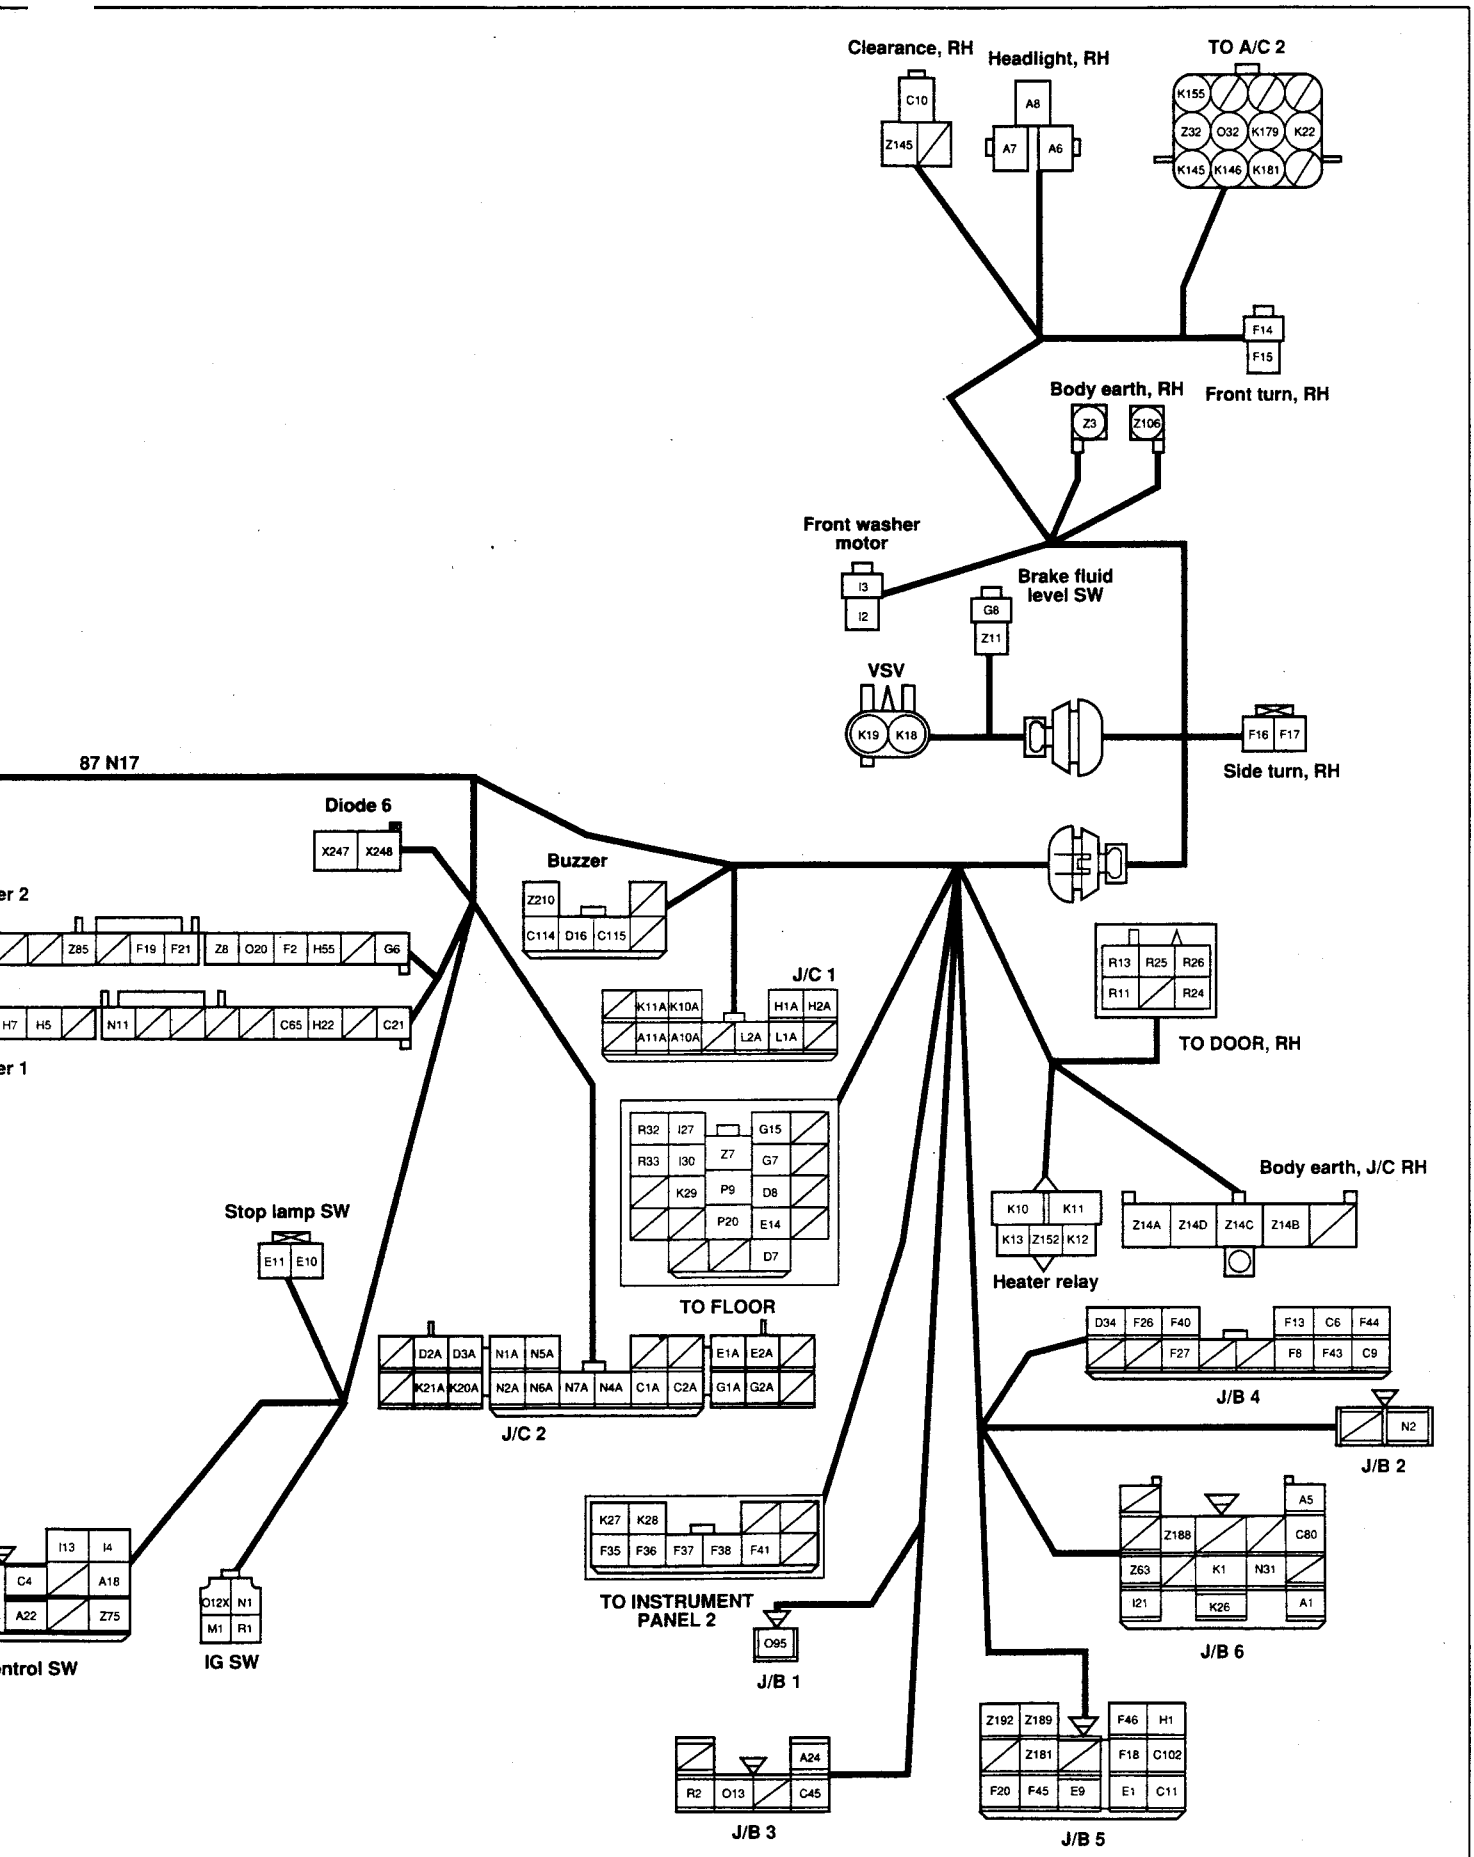 Clearance, RH
C10
Z145
Headlight, RH
A8
A7 A6
TO A/C 2
K155
Z32 O32 K179 K22
K145 K146 K181
F14
F15
Front turn, RH
Body earth, RH
Z3 Z106
Front washer
motor
I3
I2
Brake fluid
level SW
G8
Z11
VSV
K19 K18
F16 F17
Side turn, RH
87 N17
Diode 6
X247 X248
Buzzer
Z210
C114 D16 C115
er 2
Z85 F19 F21 Z8 O20 F2 H55 G6
H7 H5 N11 C65 H22 C21
er 1
J/C 1
K11A K10A H1A H2A
A11A A10A L2A L1A
R13 R25 R26
R11 R24
TO DOOR, RH
R32 I27 G15
R33 I30 Z7 G7
K29 P9 D8
P20 E14
D7
TO FLOOR
Stop lamp SW
E11 E10
K10 K11
K13 Z152 K12
Heater relay
Body earth, J/C RH
Z14A Z14D Z14C Z14B
D2A D3A N1A N5A E1A E2A
K21A K20A N2A N6A N7A N4A C1A C2A G1A G2A
J/C 2
D34 F26 F40 F13 C6 F44
F27 F8 F43 C9
J/B 4
N2
J/B 2
A5
Z188 C80
Z63 K1 N31
I21 K26 A1
J/B 6
K27 K28
F35 F36 F37 F38 F41
TO INSTRUMENT
PANEL 2
O95
J/B 1
I13 I4
C4 A18
A22 Z75
ntrol SW
O12X N1
M1 R1
IG SW
A24
R2 O13 C45
J/B 3
Z192 Z189 F46 H1
Z181 F18 C102
F20 F45 E9 E1 C11
J/B 5